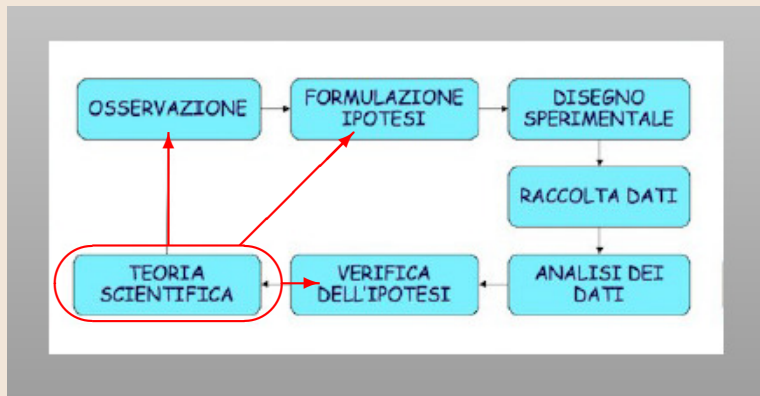 OSSERVAZIONE
FORMULAZIONE
IPOTESI
DISEGNO
SPERIMENTALE
RACCOLTA DATI
TEORIA
SCIENTIFICA
VERIFICA
DELL'IPOTESI
ANALISI DEI
DATI